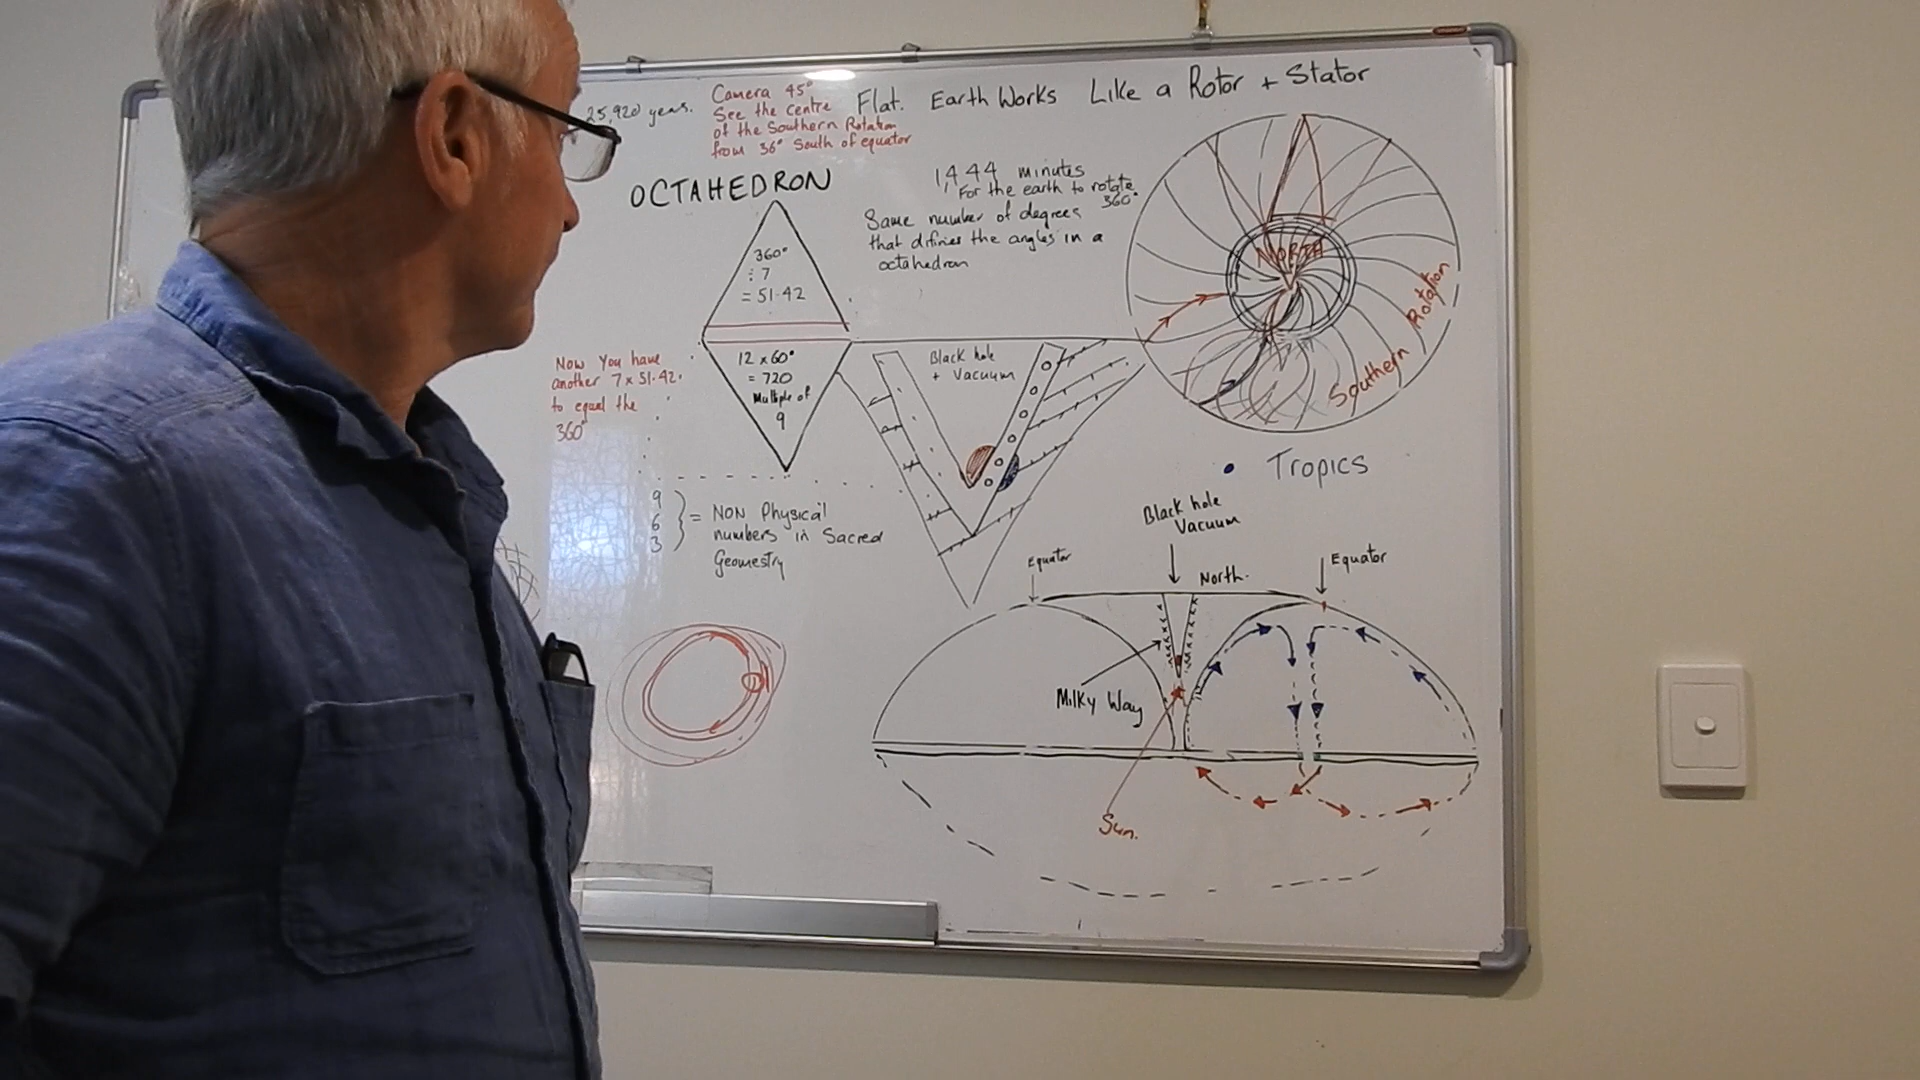 Flat. Earth Works Like a Rotor + Stator
25,920 years.
Camera 45°
See the centre
of the Southern Rotation
from 36° South of equator
OCTAHEDRON
1,444 minutes
For the earth to rotate
360°
Same number of degrees
that difines the angles in a
octahedron
360°
÷ 7
= 51.42
12 x 60°
= 720
Multiple of
9
Now You have
another 7 x 51.42.
to equal the
360°
Black hole
+ Vacuum
NORTH
Southern Rotation
Tropics
9
6
3
= NON Physical
numbers in Sacred
Geomestry
Black hole
Vacuum
Equator
North.
Equator
Milky Way
Sun.